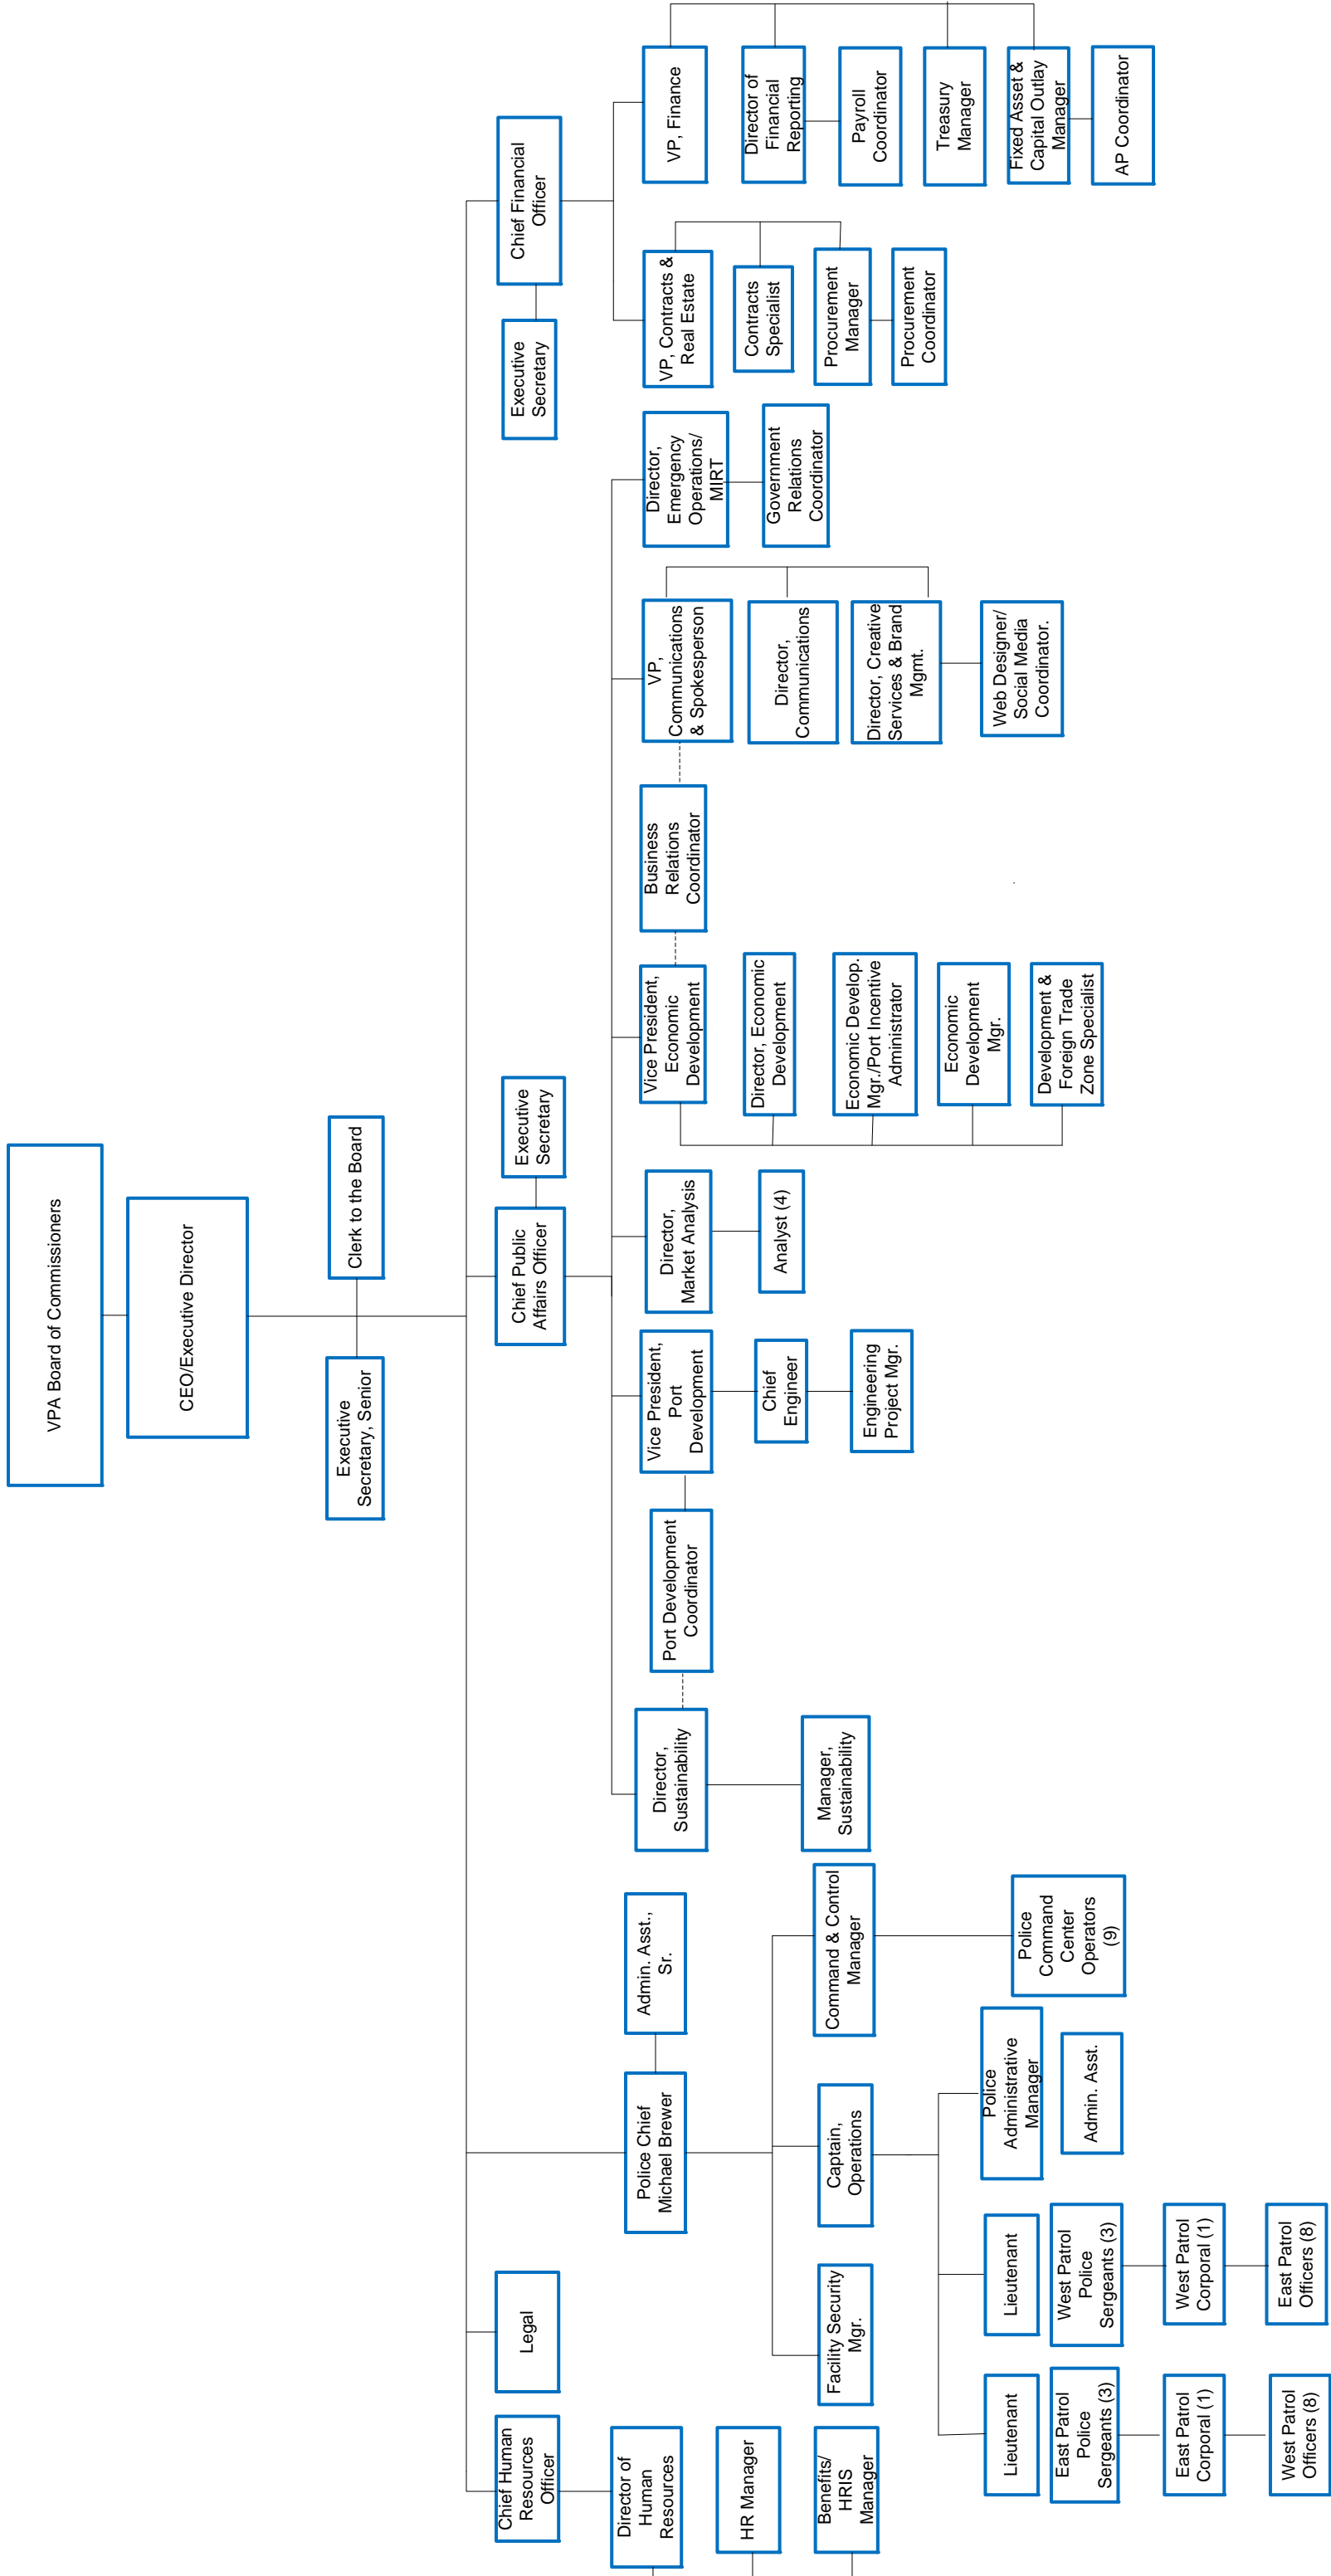 VPA Board of Commissioners
CEO/Executive Director
Executive
Secretary, Senior
Clerk to the Board
Chief Human
Resources
Officer
Legal
Police Chief
Michael Brewer
Admin. Asst.,
Sr.
Chief Public
Affairs Officer
Executive
Secretary
Executive
Secretary
Chief Financial
Officer
Director of
Human
Resources
HR Manager
Benefits/
HRIS
Manager
Facility Security
Mgr.
Captain,
Operations
Command & Control
Manager
Lieutenant
East Patrol
Police
Sergeants (3)
East Patrol
Corporal (1)
West Patrol
Officers (8)
Lieutenant
West Patrol
Police
Sergeants (3)
West Patrol
Corporal (1)
East Patrol
Officers (8)
Police
Administrative
Manager
Admin. Asst.
Police
Command
Center
Operators
(9)
Director,
Sustainability
Manager,
Sustainability
Port Development
Coordinator
Vice President,
Port
Development
Chief
Engineer
Engineering
Project Mgr.
Director,
Market Analysis
Analyst (4)
Vice President,
Economic
Development
Director, Economic
Development
Economic Develop.
Mgr./Port Incentive
Administrator
Economic
Development
Mgr.
Development &
Foreign Trade
Zone Specialist
Business
Relations
Coordinator
VP,
Communications
& Spokesperson
Director,
Communications
Director, Creative
Services & Brand
Mgmt.
Web Designer/
Social Media
Coordinator.
Director,
Emergency
Operations/
MIRT
Government
Relations
Coordinator
VP, Contracts &
Real Estate
Contracts
Specialist
Procurement
Manager
Procurement
Coordinator
VP, Finance
Director of
Financial
Reporting
Payroll
Coordinator
Treasury
Manager
Fixed Asset &
Capital Outlay
Manager
AP Coordinator